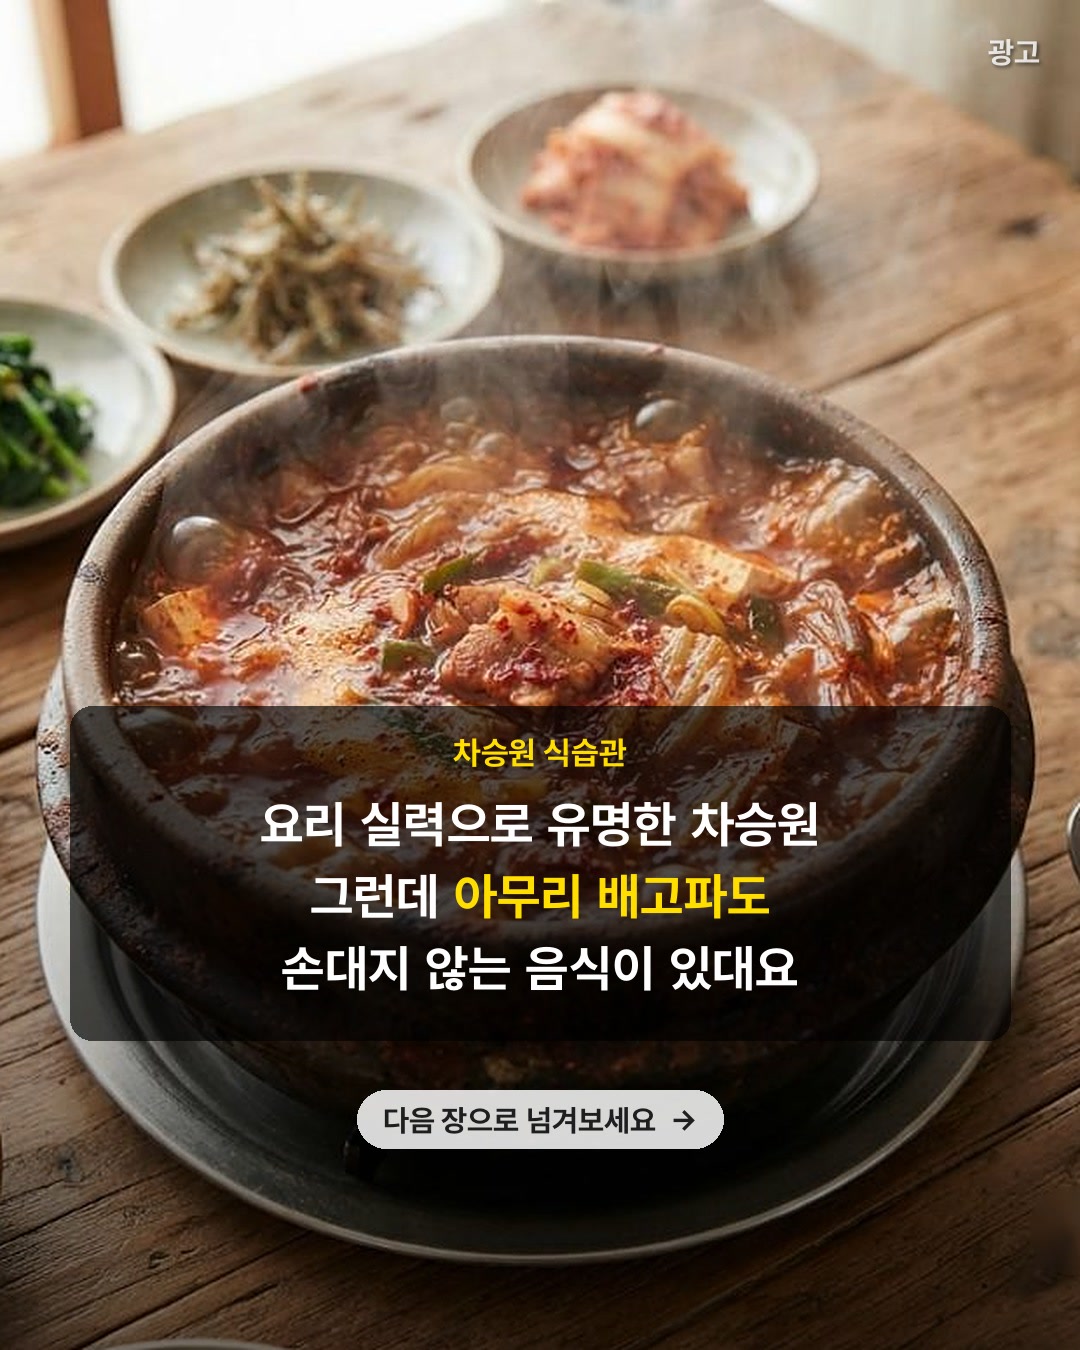 광고
차승원 식습관
요리 실력으로 유명한 차승원
그런데 아무리 배고파도
손대지 않는 음식이 있대요
다음 장으로 넘겨보세요 →